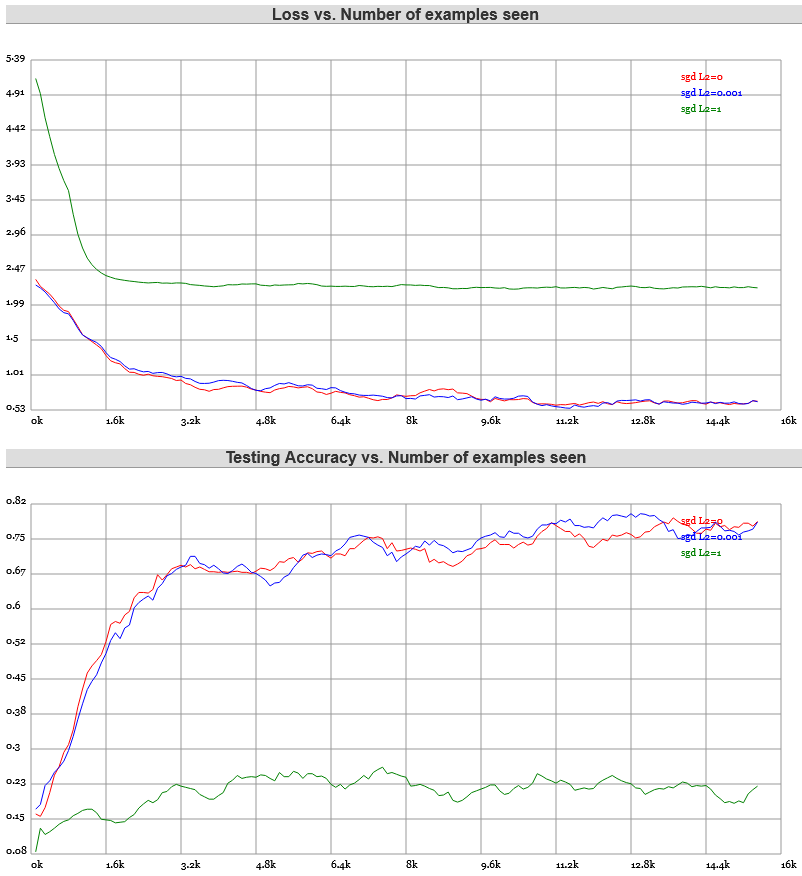 Loss vs. Number of examples seen
5.39
4.91
4.42
3.93
3.45
2.96
2.47
1.99
1.5
1.01
0.53
sgd L2=0
sgd L2=0.001
sgd L2=1
0k 1.6k 3.2k 4.8k 6.4k 8k 9.6k 11.2k 12.8k 14.4k 16k
Testing Accuracy vs. Number of examples seen
0.82
0.75
0.67
0.6
0.52
0.45
0.38
0.3
0.23
0.45
0.08
sgd L2=0
sgd L2=0.001
sgd L2=1
0k 1.6k 3.2k 4.8k 6.4k 8k 9.6k 11.2k 12.8k 14.4k 16k